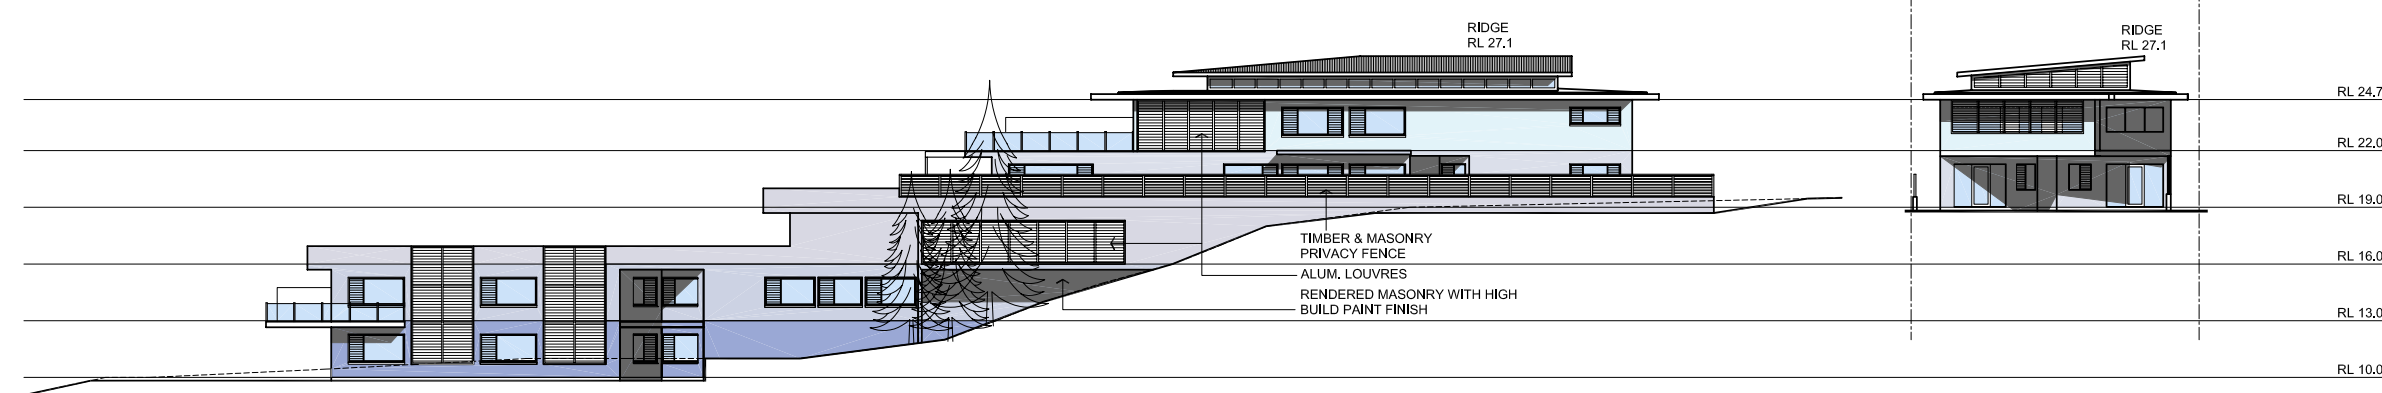 RIDGE
RL 27.1
RIDGE
RL 27.1
RL 24.7
RL 22.0
RL 19.0
TIMBER & MASONRY
PRIVACY FENCE
RL 16.0
ALUM. LOUVRES
RENDERED MASONRY WITH HIGH
BUILD PAINT FINISH
RL 13.0
RL 10.0